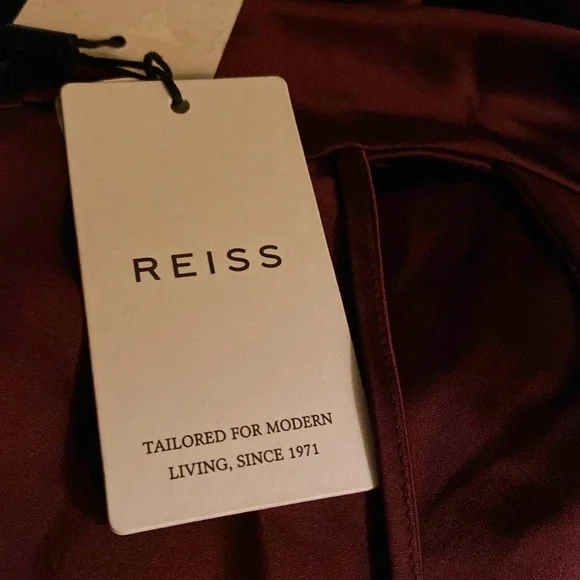 REISS
TAILORED FOR MODERN
LIVING, SINCE 1971